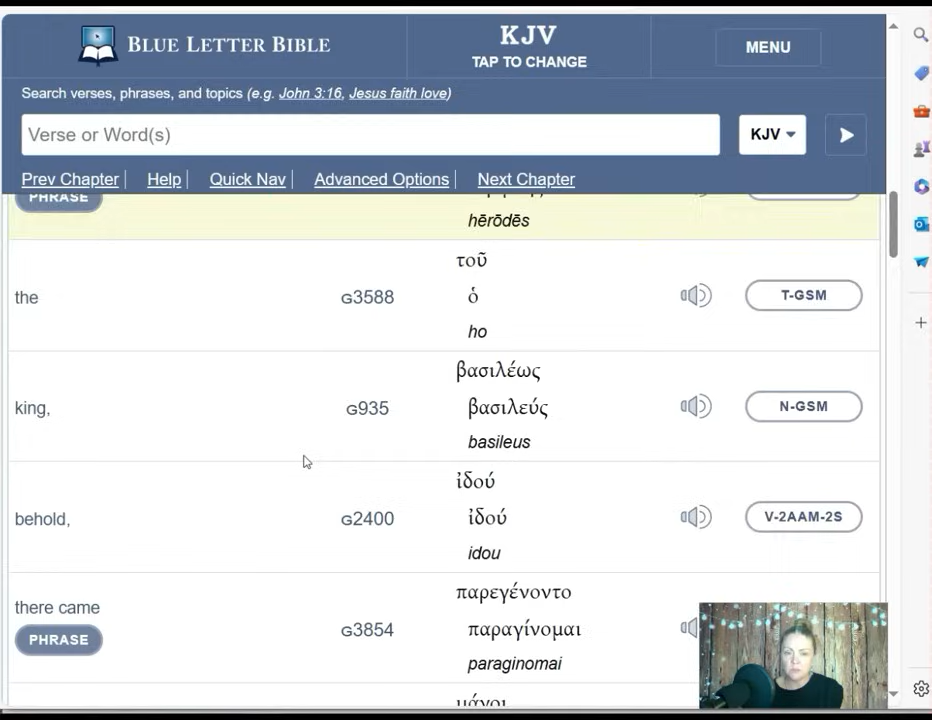 BLUE LETTER BIBLE
KJV
TAP TO CHANGE
MENU
Search verses, phrases, and topics (e.g. John 3:16, Jesus faith love)
Verse or Word(s)
KJV
Prev Chapter
Help
Quick Nav
Advanced Options
Next Chapter
PHRASE
hērōdēs
τοῦ
the
G3588
ὁ
T-GSM
ho
βασιλέως
king,
G935
βασιλεύς
N-GSM
basileus
ἰδού
behold,
G2400
ἰδού
V-2AAM-2S
idou
παρεγένοντο
there came
G3854
παραγίνομαι
PHRASE
paraginomai
μάγοι